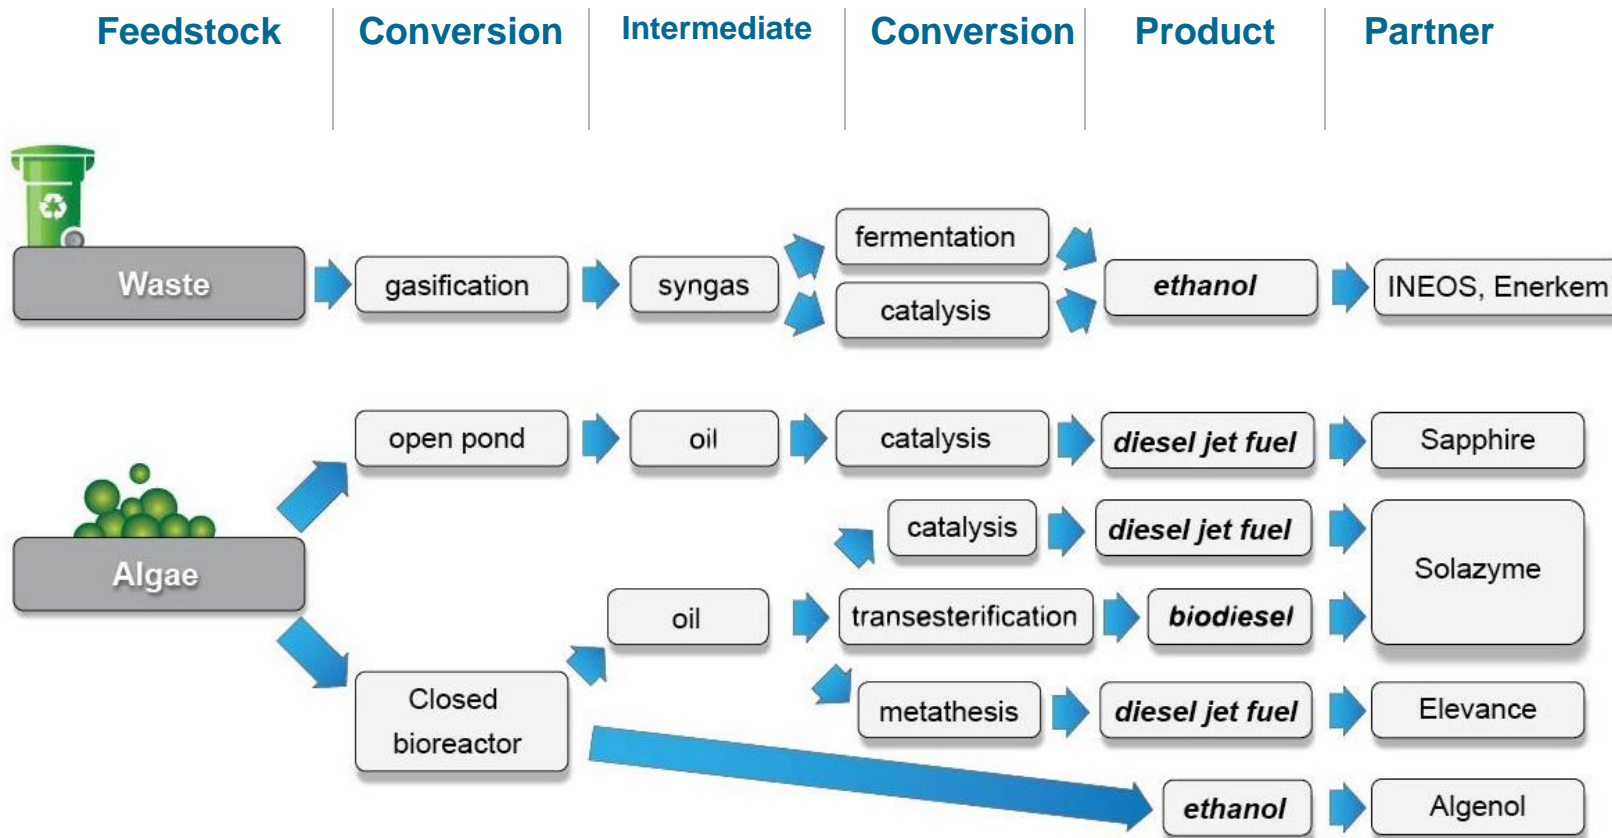 Feedstock
Conversion
Intermediate
Conversion
Product
Partner
Waste
gasification
syngas
fermentation
catalysis
ethanol
INEOS, Enerkem
Algae
open pond
oil
catalysis
diesel jet fuel
Sapphire
catalysis
diesel jet fuel
Solazyme
oil
transesterification
biodiesel
Closed
bioreactor
metathesis
diesel jet fuel
Elevance
ethanol
Algenol